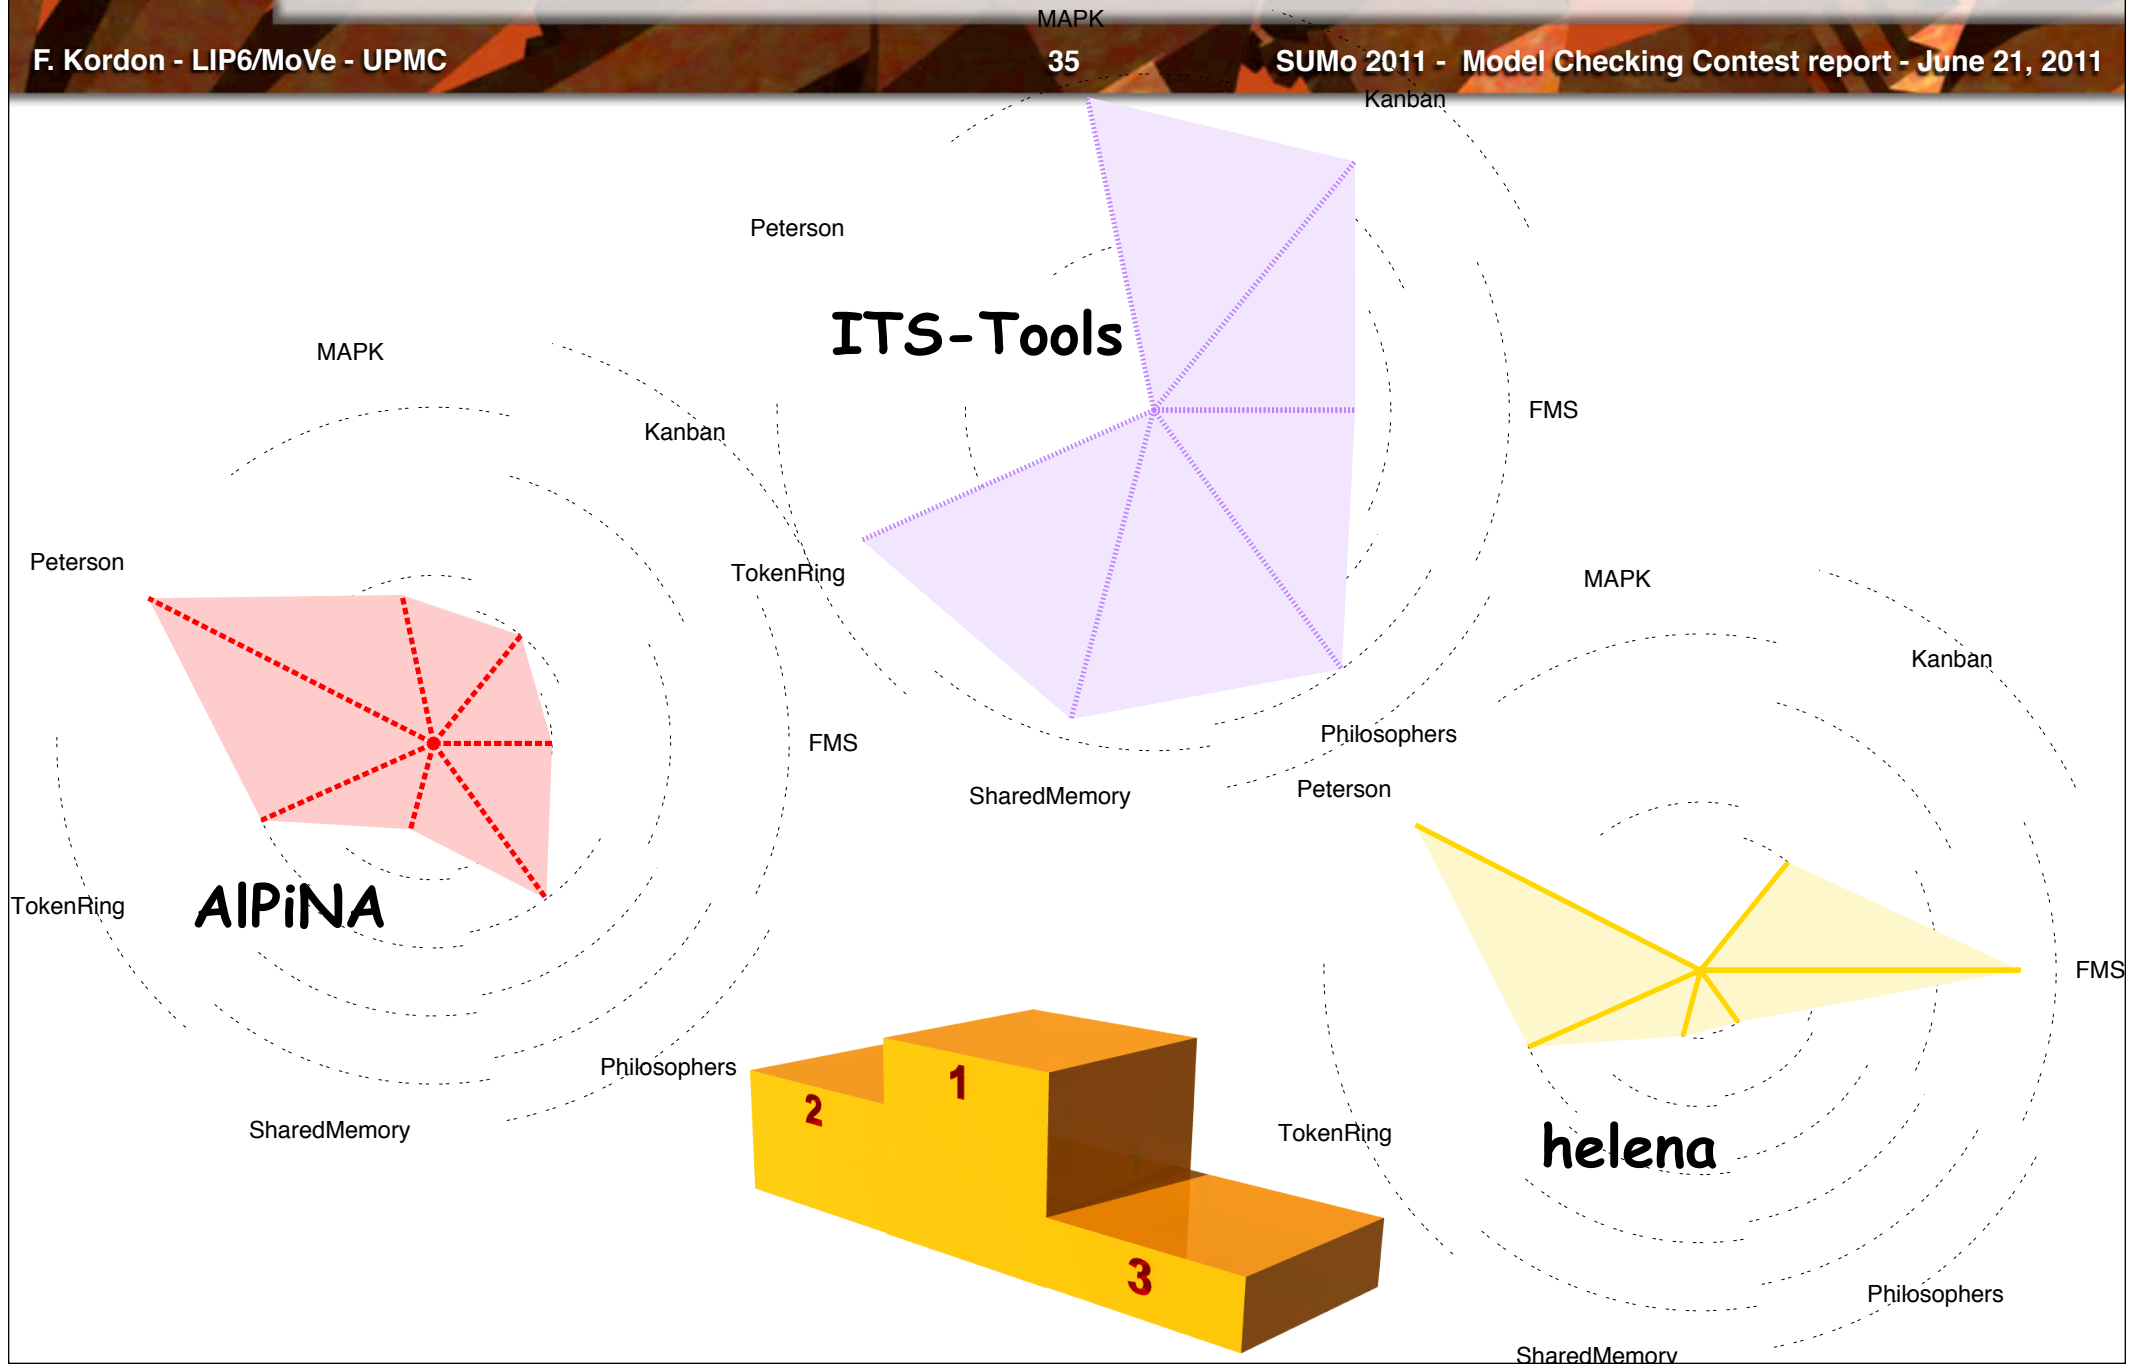 MAPK
F. Kordon - LIP6/MoVe - UPMC
35
SUMo 2011 - Model Checking Contest report - June 21, 2011
Kanban
Peterson
ITS-Tools
FMS
TokenRing
Philosophers
SharedMemory
MAPK
Kanban
Peterson
FMS
TokenRing
AlPiNA
Philosophers
SharedMemory
MAPK
Kanban
Peterson
FMS
TokenRing
helena
Philosophers
SharedMemory
1
2
3